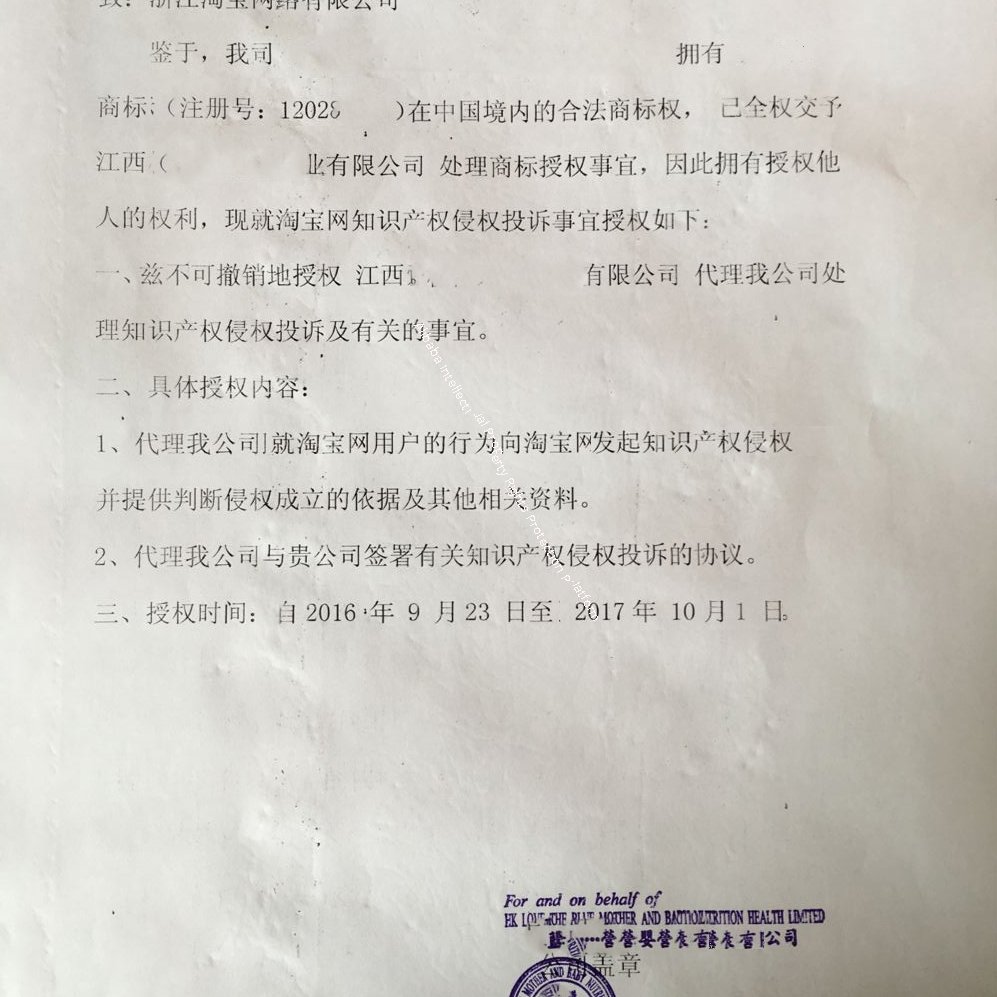 致：浙江淘宝网络有限公司
鉴于，我司 拥有
商标（注册号：12028 ）在中国境内的合法商标权， 已全权交予
江西（ 业有限公司 处理商标授权事宜，因此拥有授权他
人的权利，现就淘宝网知识产权侵权投诉事宜授权如下：
一、兹不可撤销地授权 江西 有限公司 代理我公司处
理知识产权侵权投诉及有关的事宜。
二、具体授权内容：
1、代理我公司就淘宝网用户的行为向淘宝网发起知识产权侵权
并提供判断侵权成立的依据及其他相关资料。
2、代理我公司与贵公司签署有关知识产权侵权投诉的协议。
三、授权时间：自 2016 年 9 月 23 日至 2017 年 10 月 1 日。
For and on behalf of
HK THE MOTHER AND HEALTH LIMITED
公司
盖章
MOTHER AND BABY